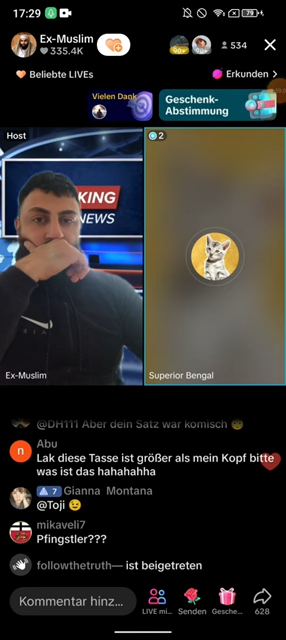 17:29
79
Ex-Muslim
335.4K
534
Beliebte LIVEs
Erkunden >
Vielen Dank
Geschenk-
Abstimmung
Host
2
KING
NEWS
Ex-Muslim
Superior Bengal
@DH111 Aber dein Satz war komisch
Abu
Lak diese Tasse ist größer als mein Kopf bitte
was ist das hahahahha
7 Gianna Montana
@Toji 😉
mikaveli7
Pfingstler???
followthetruth— ist beigetreten
Kommentar hinz...
LIVE mi...
Senden
Gesche...
628